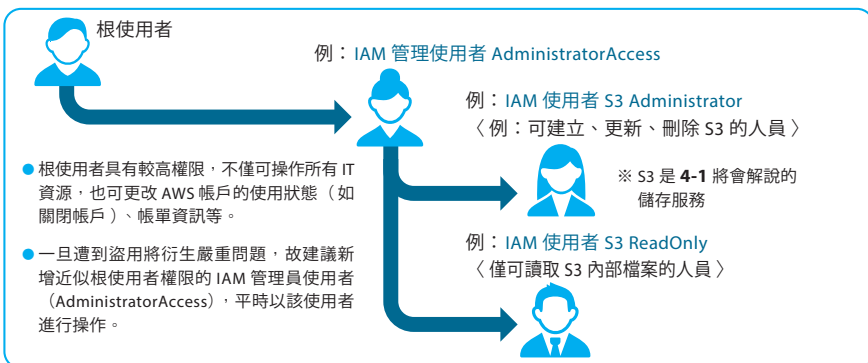 根使用者
例：IAM 管理使用者 AdministratorAccess
例：IAM 使用者 S3 Administrator
〈 例：可建立、更新、刪除 S3 的人員 〉
● 根使用者具有較高權限，不僅可操作所有 IT
資源，也可更改 AWS 帳戶的使用狀態（如
關閉帳戶）、帳單資訊等。
※ S3 是 4-1 將會解說的
儲存服務
● 一旦遭到盜用將衍生嚴重問題，故建議新
增近似根使用者權限的 IAM 管理員使用者
（AdministratorAccess），平時以該使用者
進行操作。
例：IAM 使用者 S3 ReadOnly
〈 僅可讀取 S3 內部檔案的人員 〉